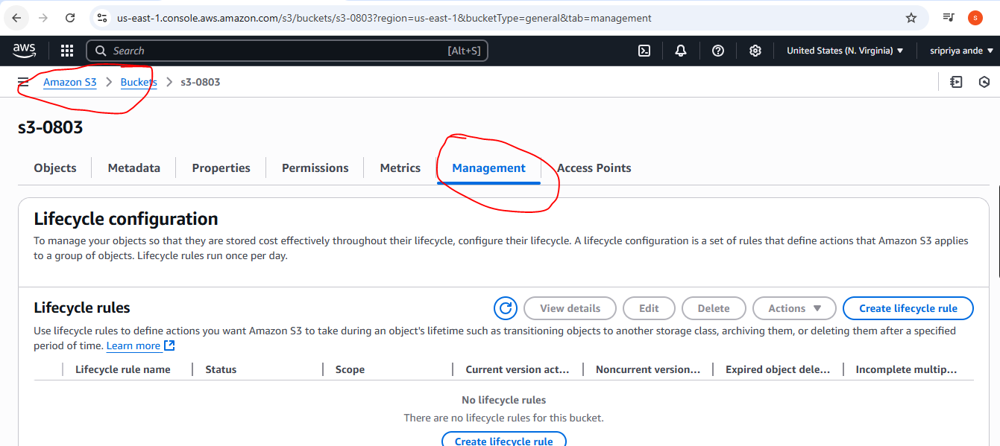 us-east-1.console.aws.amazon.com/s3/buckets/s3-0803?region=us-east-1&bucketType=general&tab=management
s
aws
Search
[Alt+S]
United States (N. Virginia)
sripriya ande
Amazon S3 > Buckets > s3-0803
s3-0803
Objects
Metadata
Properties
Permissions
Metrics
Management
Access Points
Lifecycle configuration
To manage your objects so that they are stored cost effectively throughout their lifecycle, configure their lifecycle. A lifecycle configuration is a set of rules that define actions that Amazon S3 applies
to a group of objects. Lifecycle rules run once per day.
Lifecycle rules
View details
Edit
Delete
Actions
Create lifecycle rule
Use lifecycle rules to define actions you want Amazon S3 to take during an object's lifetime such as transitioning objects to another storage class, archiving them, or deleting them after a specified
period of time. Learn more
Lifecycle rule name
Status
Scope
Current version act...
Noncurrent version...
Expired object dele...
Incomplete multip...
No lifecycle rules
There are no lifecycle rules for this bucket.
Create lifecycle rule